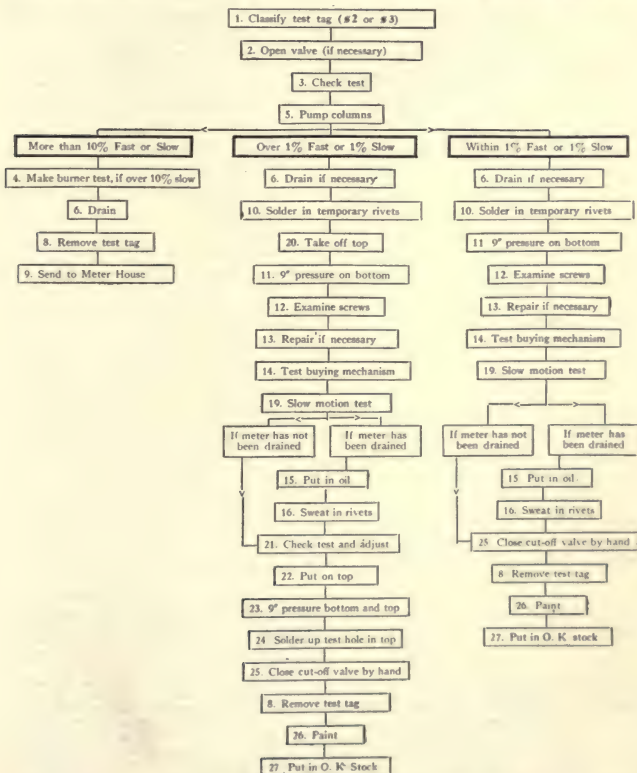 1. Classify test tag (#2 or #3)
2. Open valve (if necessary)
3. Check test
5. Pump columns
More than 10% Fast or Slow
4. Make burner test, if over 10% slow
6. Drain
8. Remove test tag
9. Send to Meter House
Over 1% Fast or 1% Slow
6. Drain if necessary
10. Solder in temporary rivets
20. Take off top
11. 9" pressure on bottom
12. Examine screws
13. Repair if necessary
14. Test buying mechanism
19. Slow motion test
If meter has not
been drained
If meter has
been drained
15. Put in oil
16. Sweat in rivets
21. Check test and adjust
22. Put on top
23. 9" pressure bottom and top
24 Solder up test hole in top
25. Close cut-off valve by hand
8. Remove test tag
26. Paint
27 Put in O. K. Stock
Within 1% Fast or 1% Slow
6. Drain if necessary
10. Solder in temporary rivets
11 9" pressure on bottom
12. Examine screws
13. Repair if necessary
14. Test buying mechanism
19. Slow motion test
If meter has not
been drained
If meter has
been drained
15 Put in oil
16. Sweat in rivets
25 Close cut-off valve by hand
8 Remove test tag
26. Paint
27. Put in O. K. stock